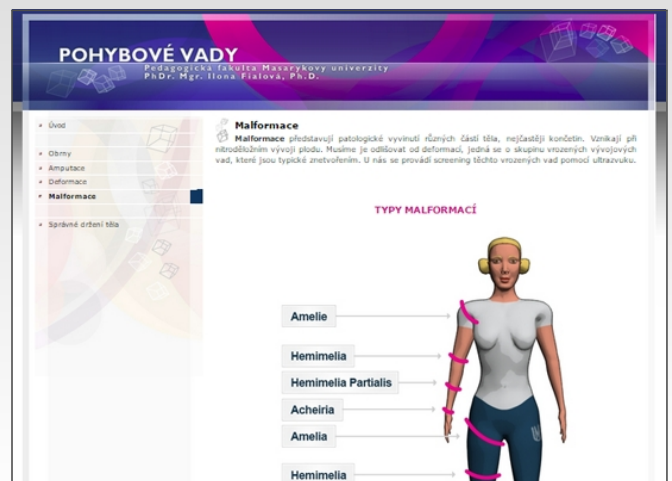 POHYBOVÉ VADY
Pedagogická fakulta Masarykovy univerzity
PhDr. Mgr. Ilona Fialová, Ph.D.
Úvod
Obrny
Amputace
Deformace
Malformace
Správné držení těla
Malformace
Malformace představují patologické vyvinutí různých částí těla, nejčastěji končetin. Vznikají při
nitroděložním vývoji plodu. Musíme je odlišovat od deformací, jedná se o skupinu vrozených vývojových
vad, které jsou typické znetvořením. U nás se provádí screening těchto vrozených vad pomocí ultrazvuku.
TYPY MALFORMACÍ
Amelie
Hemimelia
Hemimelia Partialis
Acheiria
Amelia
Hemimelia